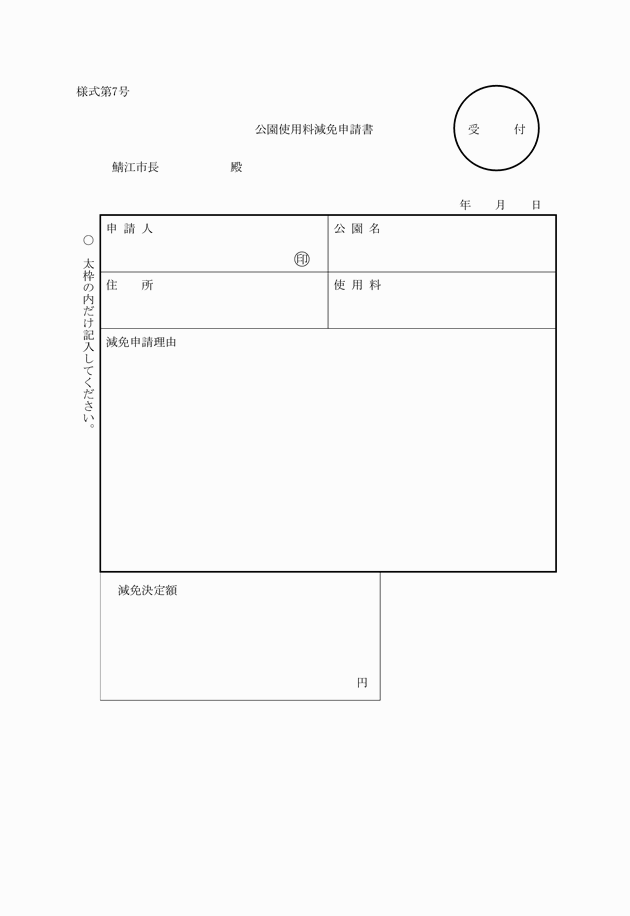 様式第7号
受　付
公園使用料減免申請書
鯖江市長　殿
年　月　日
申請人
㊞
公園名
住　所
使用料
○　太枠の内だけ記入してください。
減免申請理由
減免決定額
円